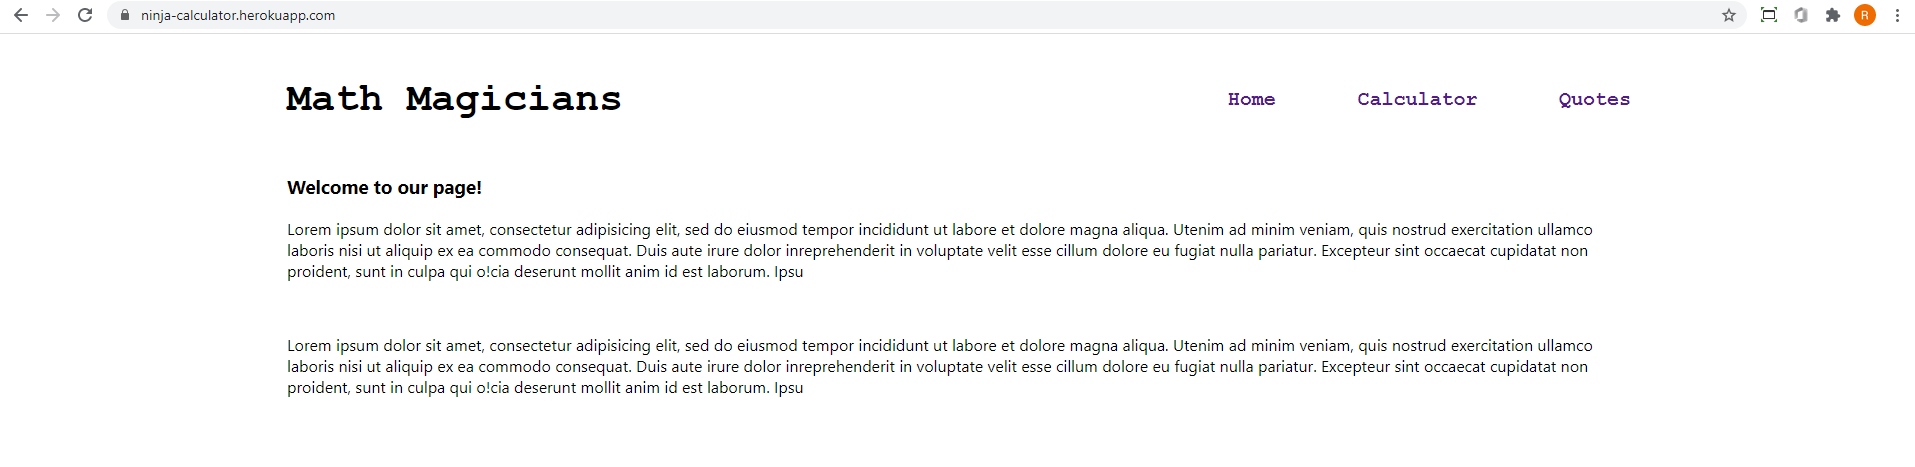 ninja-calculator.herokuapp.com
R
Math Magicians
Home Calculator Quotes
Welcome to our page!
Lorem ipsum dolor sit amet, consectetur adipisicing elit, sed do eiusmod tempor incididunt ut labore et dolore magna aliqua. Utenim ad minim veniam, quis nostrud exercitation ullamco
laboris nisi ut aliquip ex ea commodo consequat. Duis aute irure dolor inreprehenderit in voluptate velit esse cillum dolore eu fugiat nulla pariatur. Excepteur sint occaecat cupidatat non
proident, sunt in culpa qui o!cia deserunt mollit anim id est laborum. Ipsu
Lorem ipsum dolor sit amet, consectetur adipisicing elit, sed do eiusmod tempor incididunt ut labore et dolore magna aliqua. Utenim ad minim veniam, quis nostrud exercitation ullamco
laboris nisi ut aliquip ex ea commodo consequat. Duis aute irure dolor inreprehenderit in voluptate velit esse cillum dolore eu fugiat nulla pariatur. Excepteur sint occaecat cupidatat non
proident, sunt in culpa qui o!cia deserunt mollit anim id est laborum. Ipsu